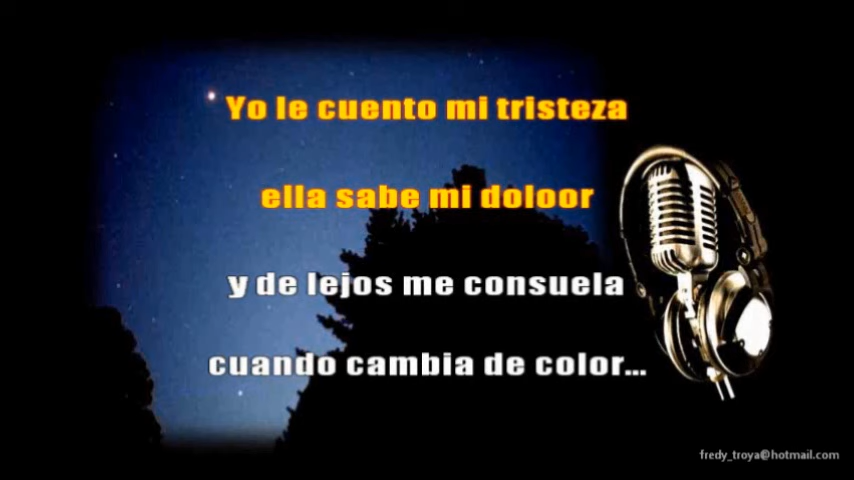 Yo le cuento mi tristeza
ella sabe mi doloor
y de lejos me consuela
cuando cambia de color...
fredy_troya@hotmail.com